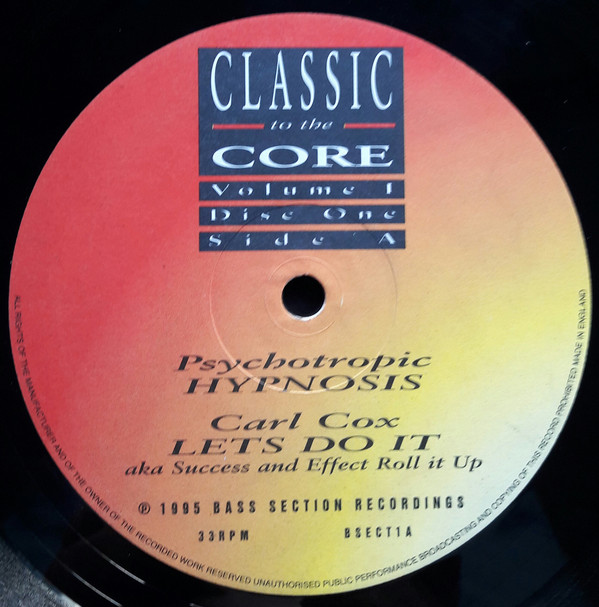 CLASSIC
to the
CORE
Volume 1
Disc One
Side A
Psychotropic
HYPNOSIS
Carl Cox
LETS DO IT
aka Success and Effect Roll it Up
℗ 1995 BASS SECTION RECORDINGS
33RPM BSECT1A
ALL RIGHTS OF THE MANUFACTURER AND OF THE OWNER OF THE RECORDED WORK RESERVED UNAUTHORISED PUBLIC PERFORMANCE BROADCASTING AND COPYING OF THIS RECORD PROHIBITED MADE IN ENGLAND